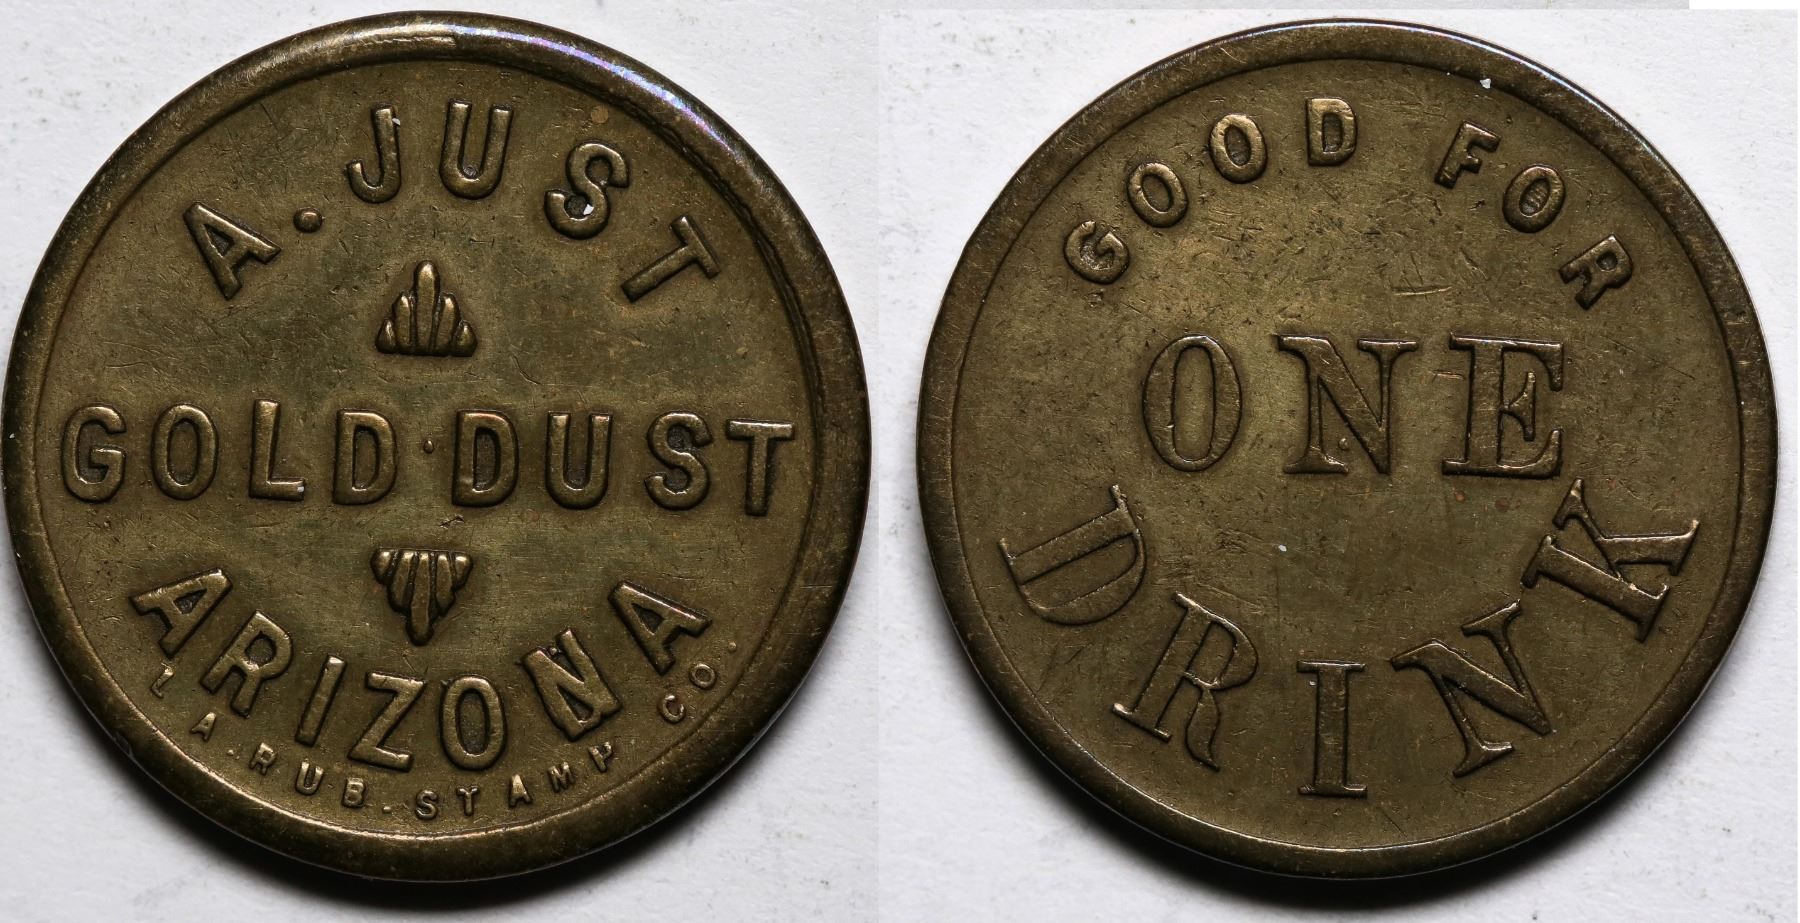 A. JUST
GOLD·DUST
ARIZONA
L.A. RUB. STAMP CO.
GOOD FOR
ONE
DRINK